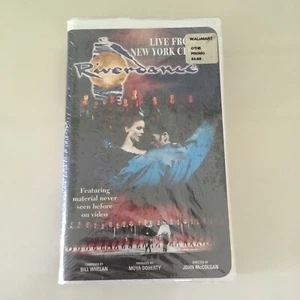 LIVE FRO
NEW YORK C
WALMART
Riverdance
Featuring
material never
seen before
on video
COMPOSED BY
BILL WHELAN
PRODUCED BY
MOYA DOHERTY
DIRECTED BY
JOHN McCOLGAN